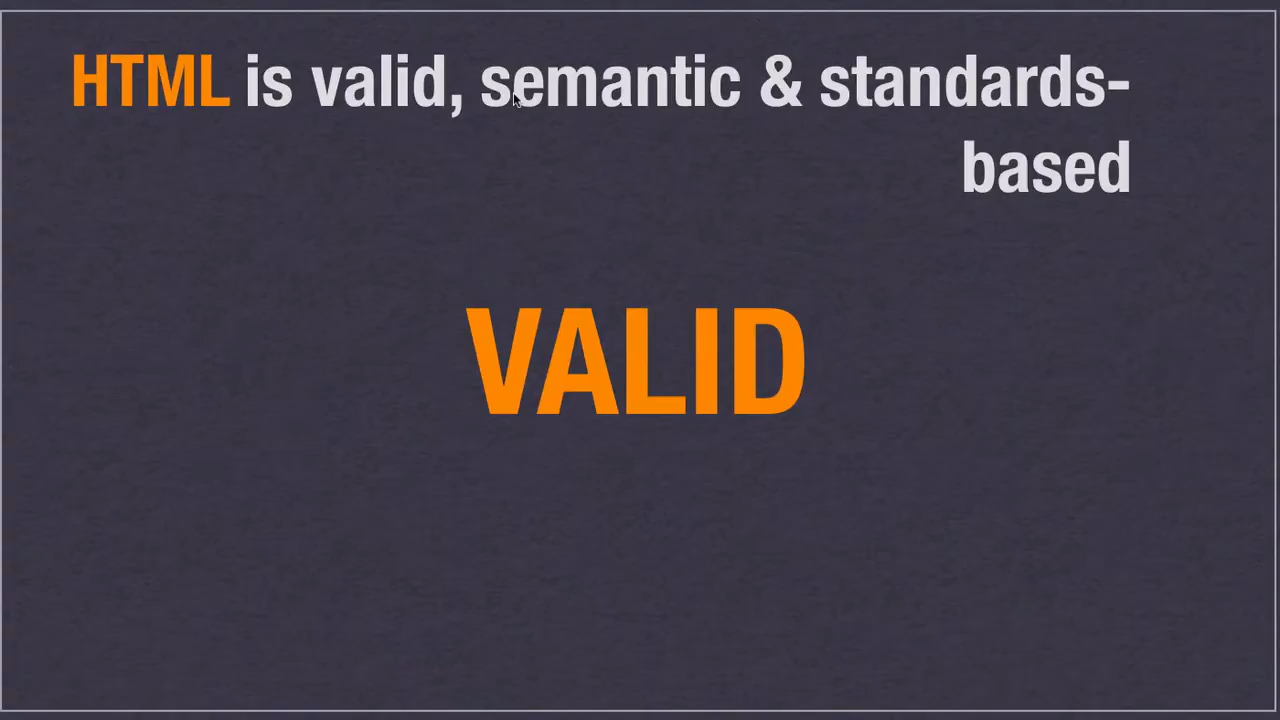 HTML is valid, semantic & standards-
based
VALID